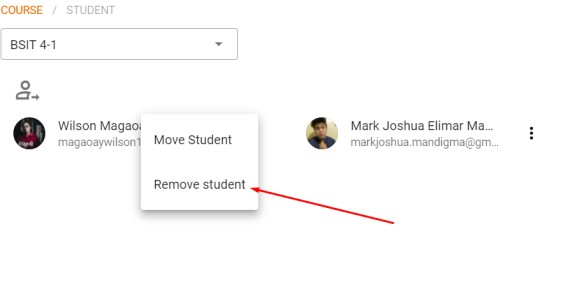 COURSE / STUDENT
BSIT 4-1
Wilson Magaoa
magaoaywilson1
Move Student
Remove student
Mark Joshua Elimar Ma...
markjoshua.mandigma@gm...